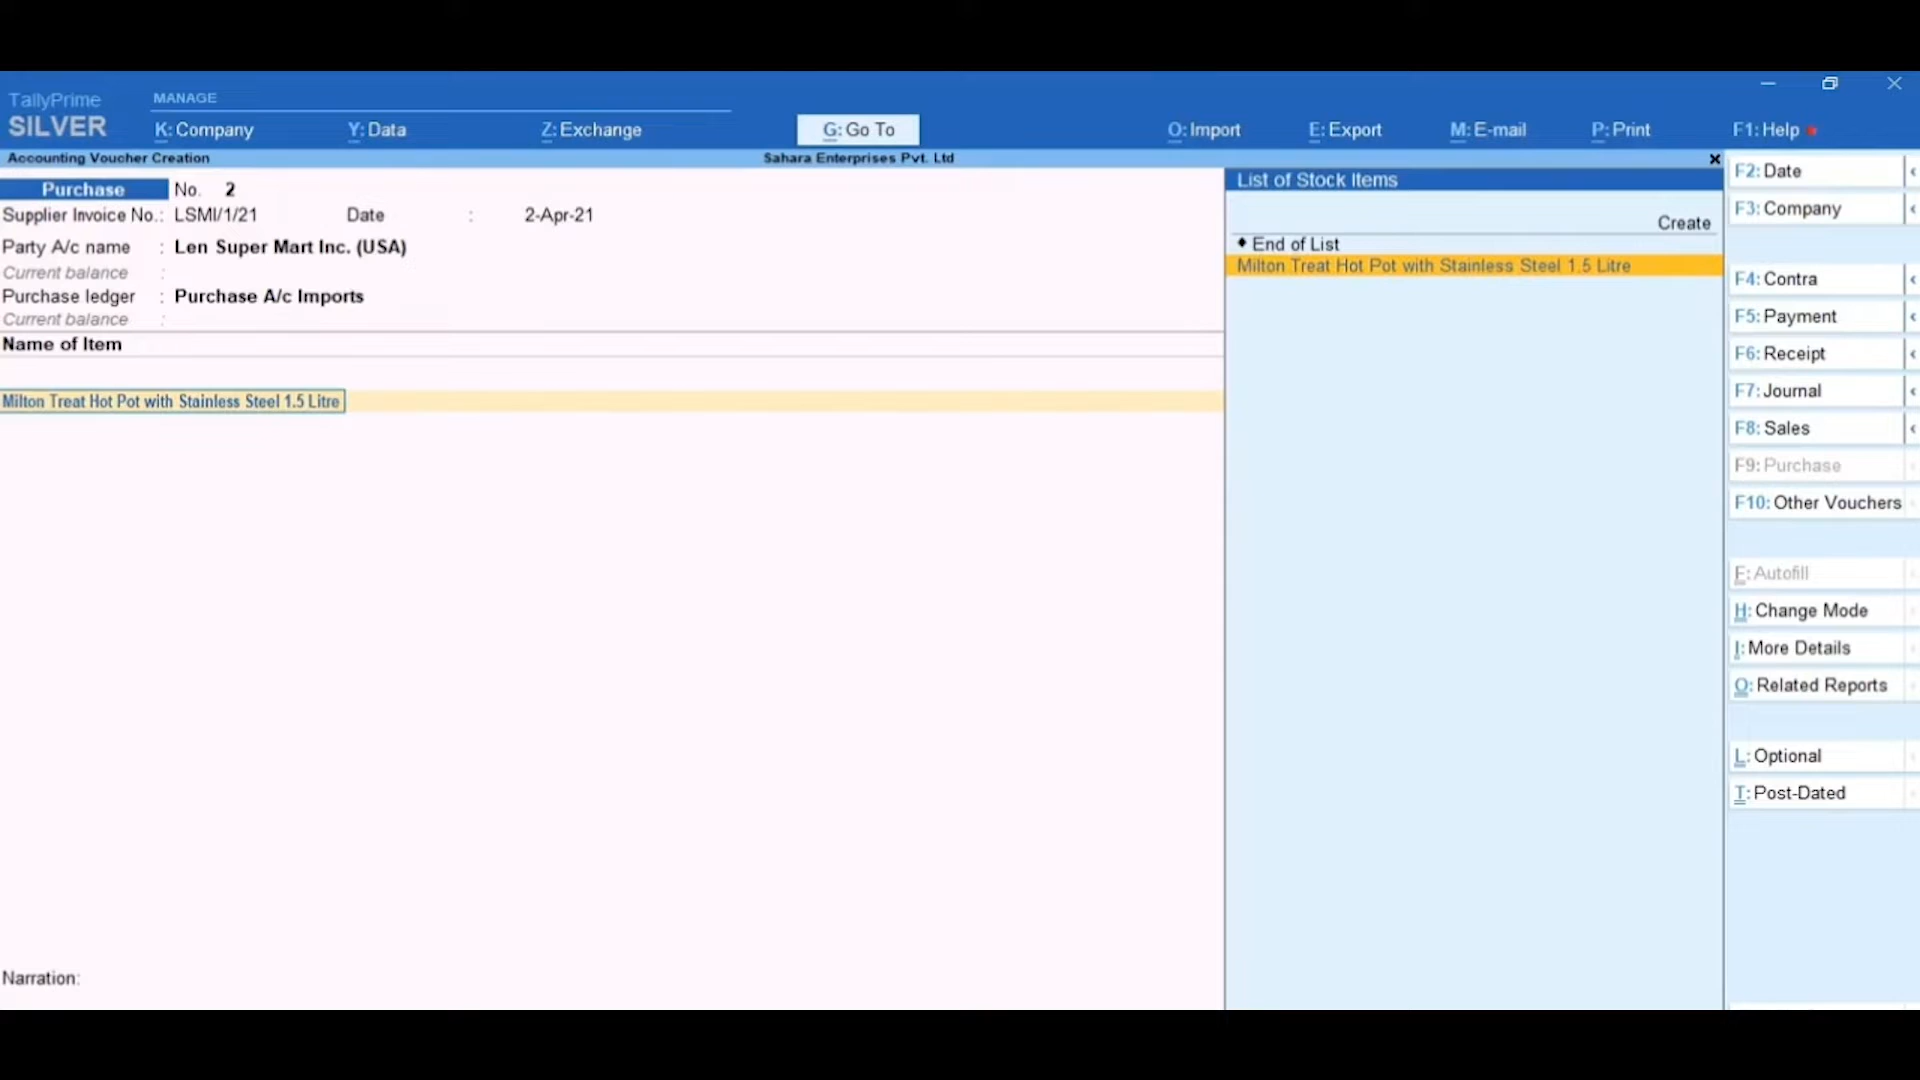 TallyPrime
SILVER
MANAGE
K: Company
Y: Data
Z: Exchange
G: Go To
O: Import
E: Export
M: E-mail
P: Print
F1: Help
Accounting Voucher Creation
Sahara Enterprises Pvt. Ltd
Purchase No. 2
Supplier Invoice No.: LSMI/1/21 Date : 2-Apr-21
Party A/c name : Len Super Mart Inc. (USA)
Current balance :
Purchase ledger : Purchase A/c Imports
Current balance :
Name of Item
Milton Treat Hot Pot with Stainless Steel 1.5 Litre
Narration:
List of Stock Items
Create
♦ End of List
Milton Treat Hot Pot with Stainless Steel 1.5 Litre
F2: Date
F3: Company
F4: Contra
F5: Payment
F6: Receipt
F7: Journal
F8: Sales
F9: Purchase
F10: Other Vouchers
F: Autofill
H: Change Mode
I: More Details
O: Related Reports
L: Optional
T: Post-Dated